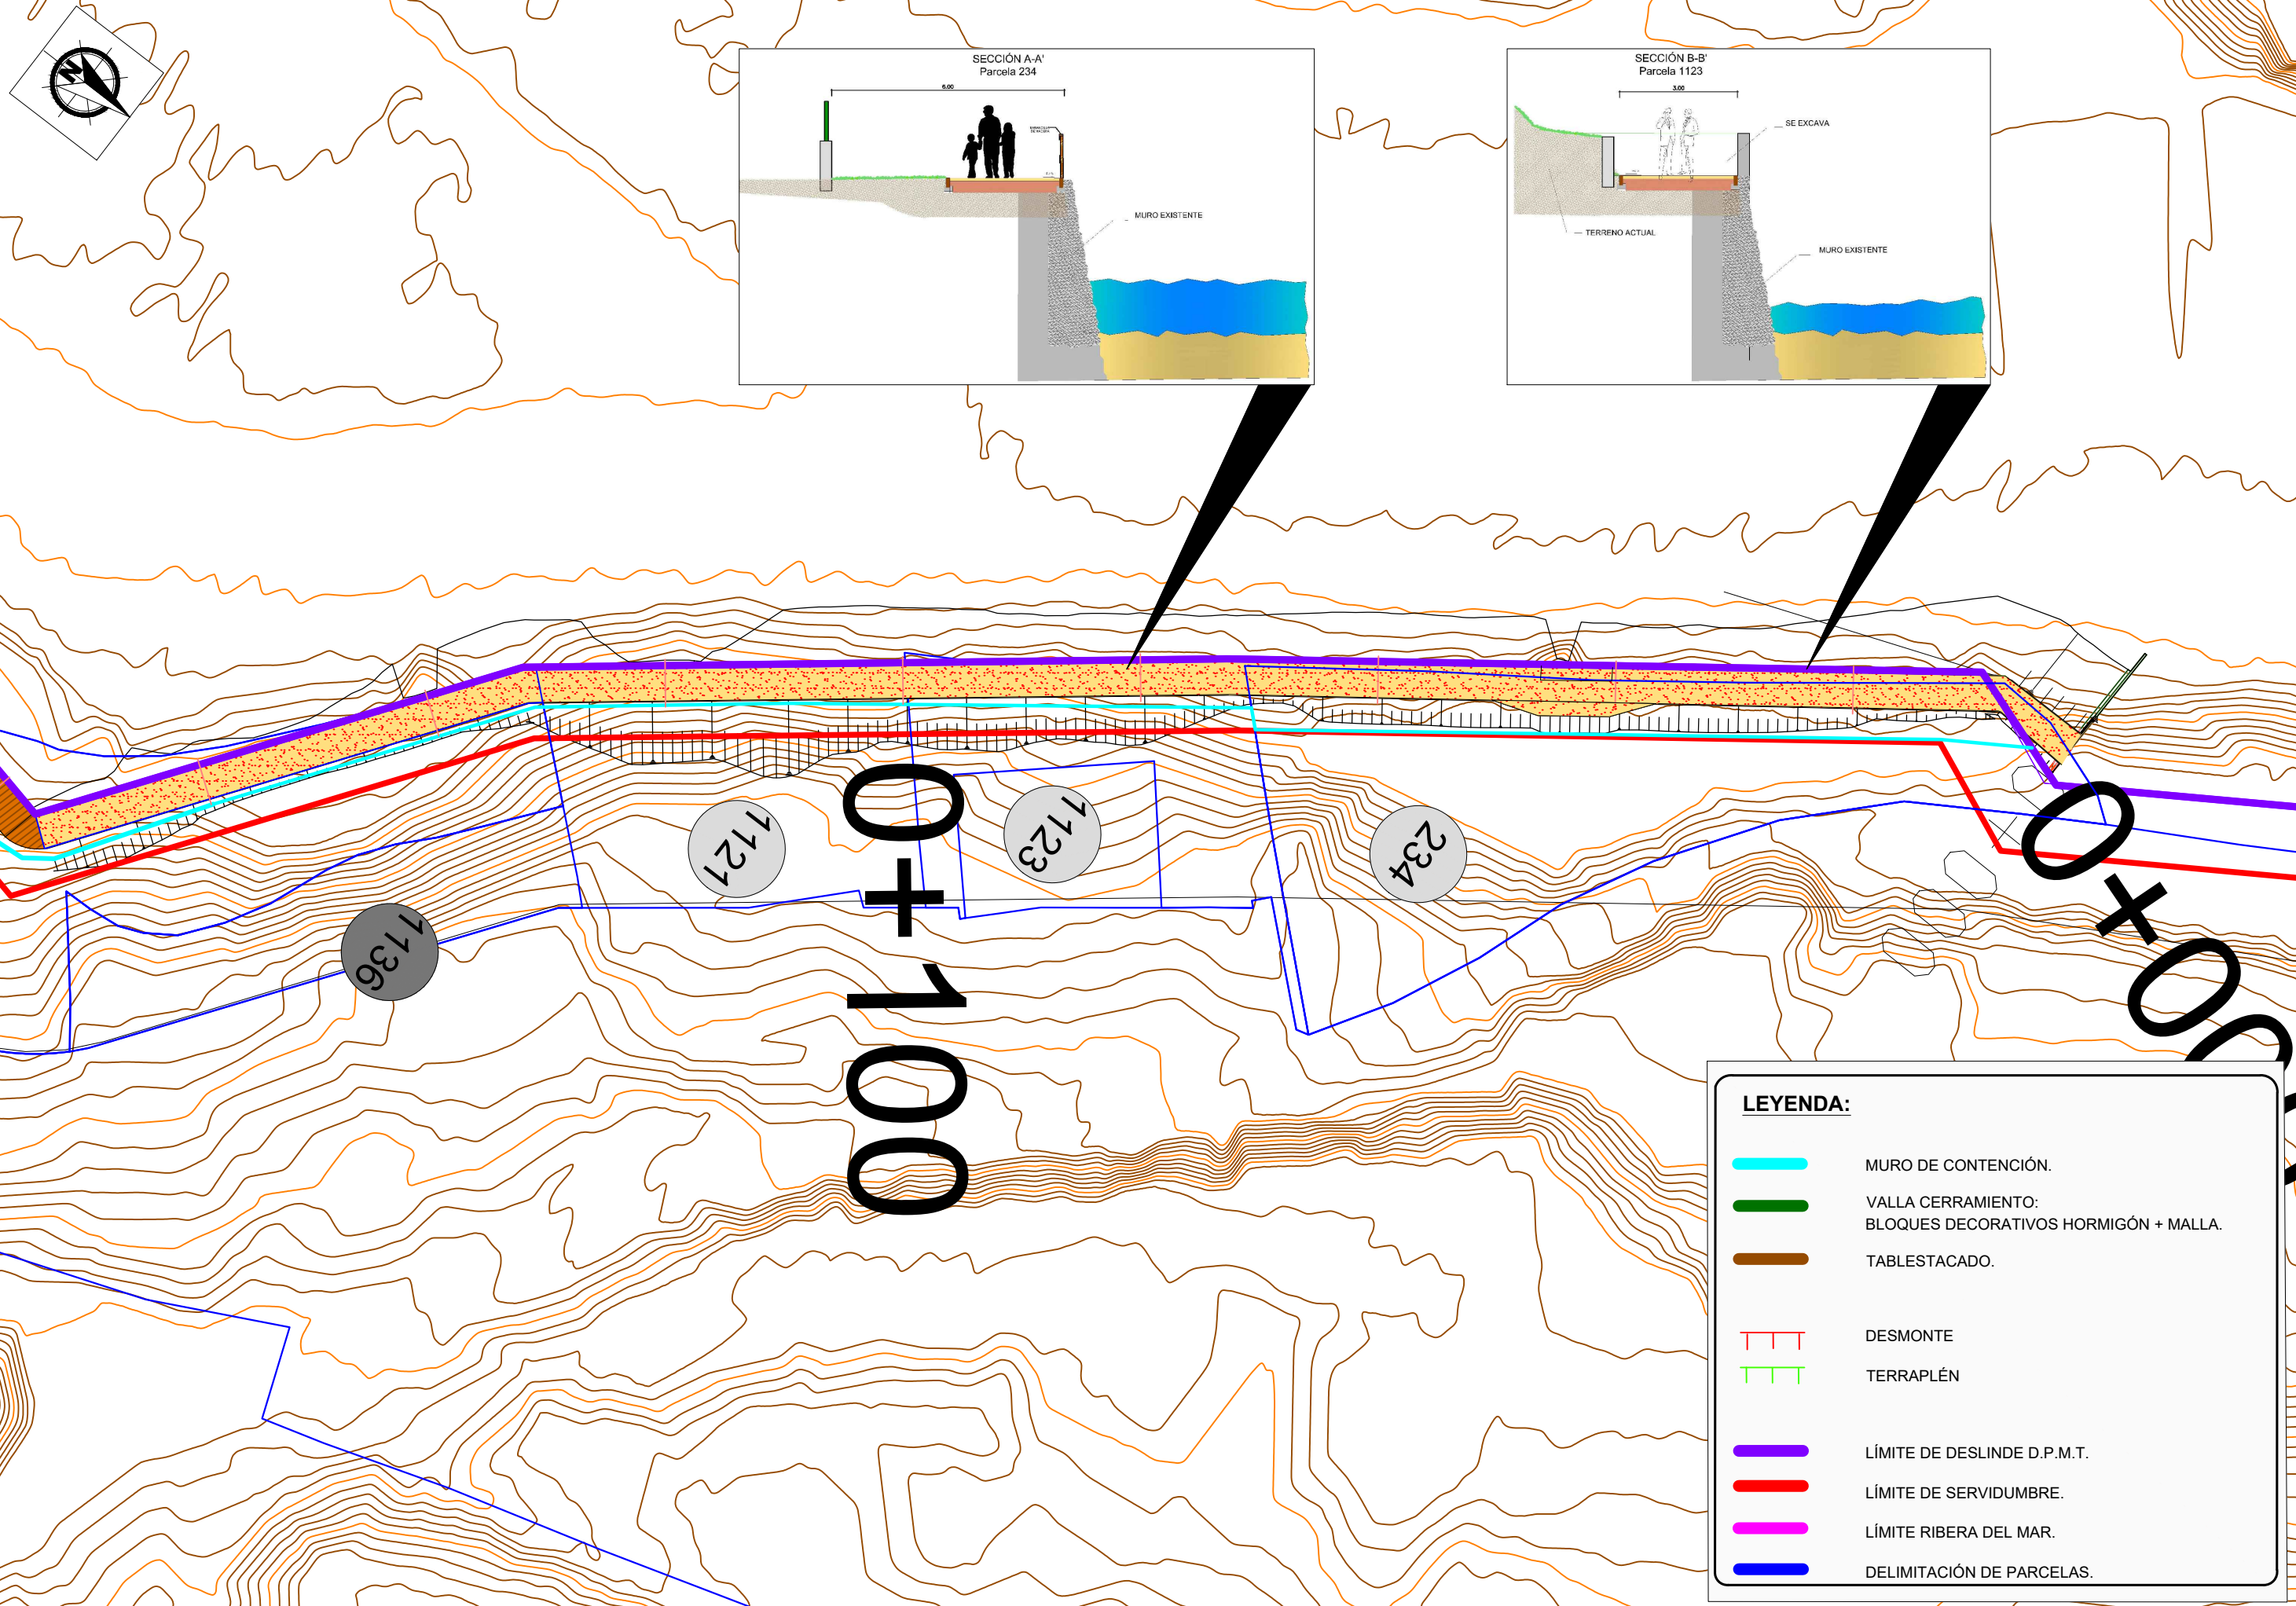 N
SECCIÓN A-A'
Parcela 234
6.00
MURO EXISTENTE
SECCIÓN B-B'
Parcela 1123
3.00
SE EXCAVA
TERRENO ACTUAL
MURO EXISTENTE
1136
1121
0+100
1123
234
0+00
LEYENDA:
MURO DE CONTENCIÓN.
VALLA CERRAMIENTO:
BLOQUES DECORATIVOS HORMIGÓN + MALLA.
TABLESTACADO.
DESMONTE
TERRAPLÉN
LÍMITE DE DESLINDE D.P.M.T.
LÍMITE DE SERVIDUMBRE.
LÍMITE RIBERA DEL MAR.
DELIMITACIÓN DE PARCELAS.